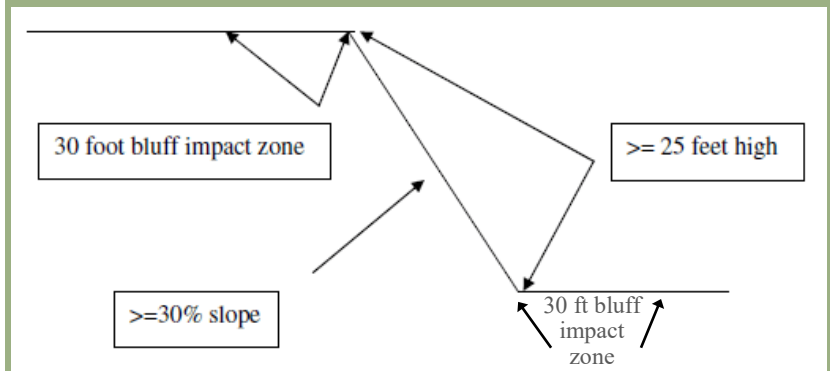 30 foot bluff impact zone
>= 25 feet high
>=30% slope
30 ft bluff
impact
zone